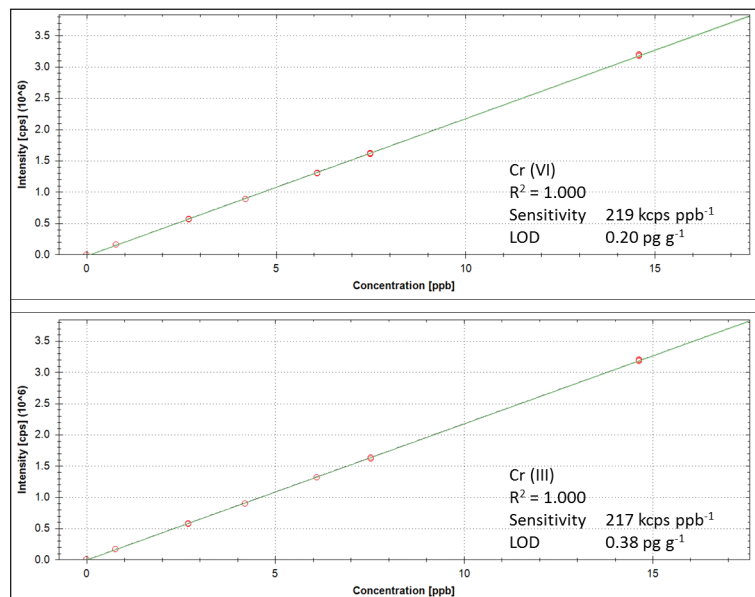 Intensity [cps] (10^6)
3.5
3.0
2.5
2.0
1.5
1.0
0.5
0.0
Cr (VI)
R² = 1.000
Sensitivity 219 kcps ppb⁻¹
LOD 0.20 pg g⁻¹
0 5 10 15
Concentration [ppb]
Intensity [cps] (10^6)
3.5
3.0
2.5
2.0
1.5
1.0
0.5
0.0
Cr (III)
R² = 1.000
Sensitivity 217 kcps ppb⁻¹
LOD 0.38 pg g⁻¹
0 5 10 15
Concentration [ppb]